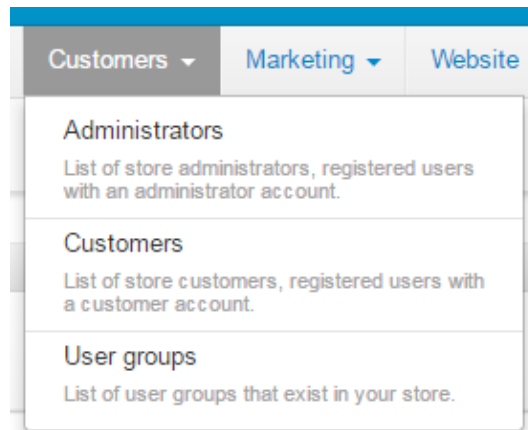 Customers Marketing Website
Administrators
List of store administrators, registered users
with an administrator account.
Customers
List of store customers, registered users with
a customer account.
User groups
List of user groups that exist in your store.